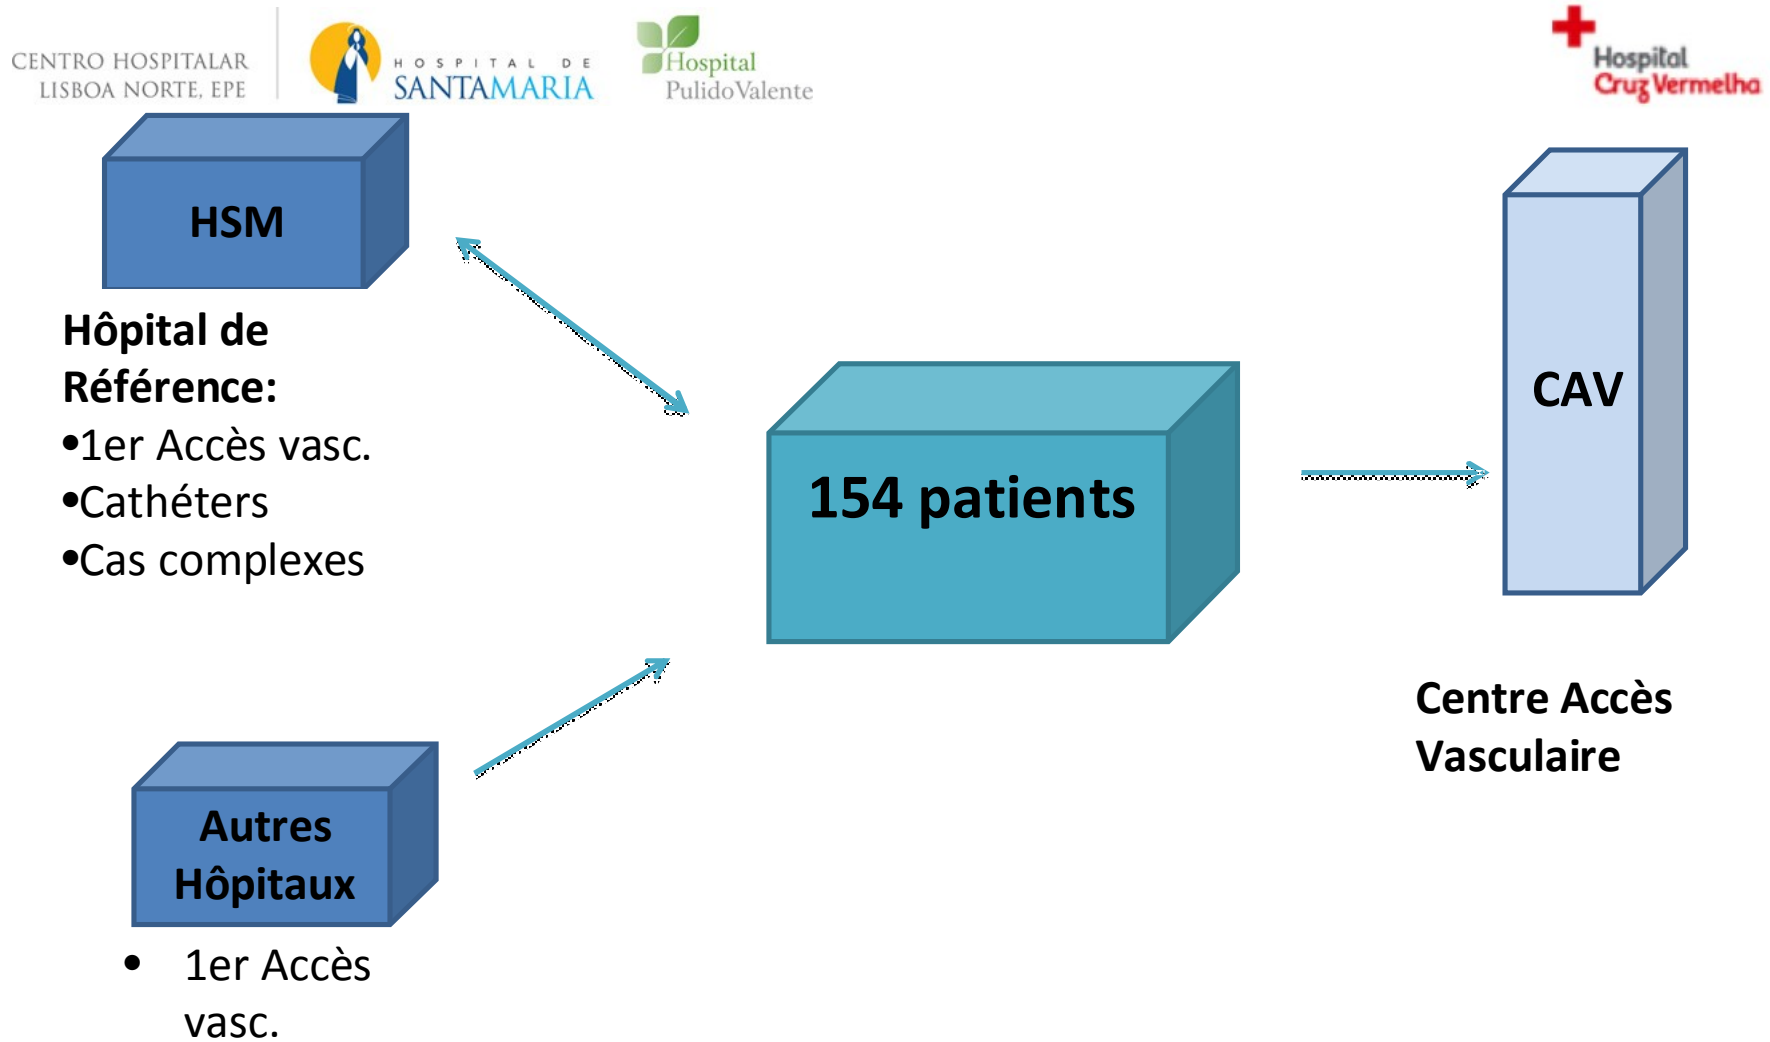 CENTRO HOSPITALAR
LISBOA NORTE, EPE
HOSPITAL DE
SANTAMARIA
Hospital
PulidoValente
Hospital
Cruz Vermelha
HSM
Hôpital de
Référence:
•1er Accès vasc.
•Cathéters
•Cas complexes
154 patients
CAV
Centre Accès
Vasculaire
Autres
Hôpitaux
• 1er Accès
vasc.